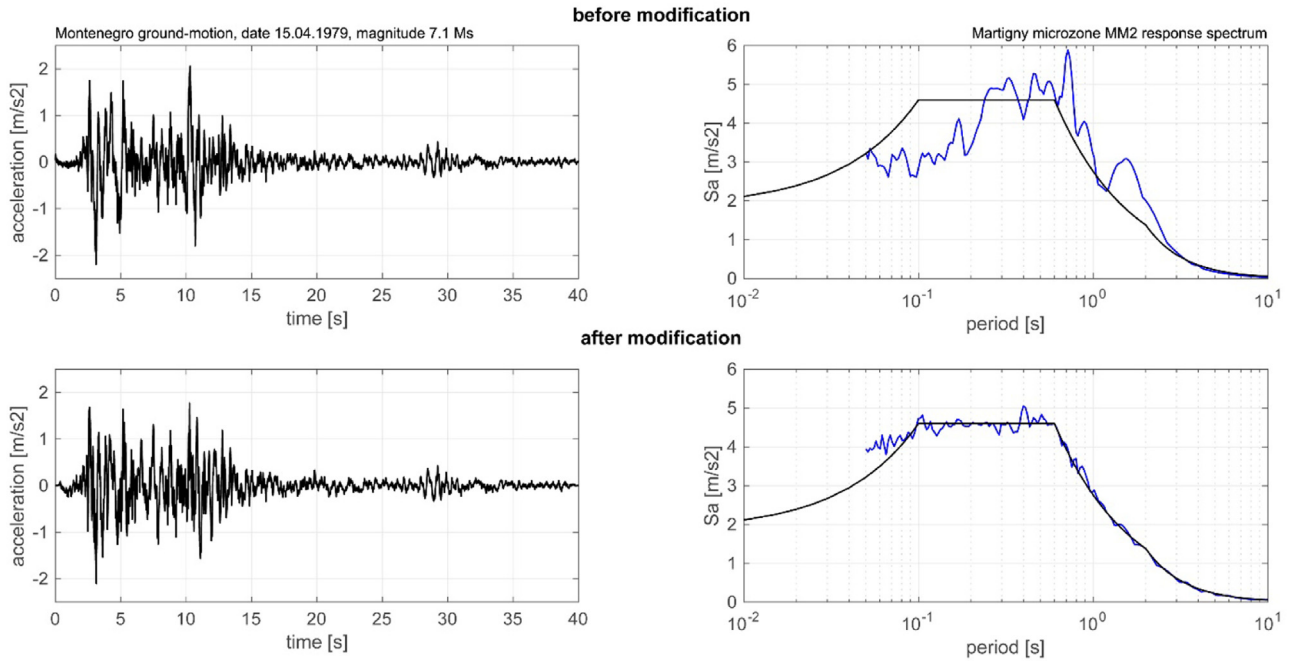 before modification
Montenegro ground-motion, date 15.04.1979, magnitude 7.1 Ms
acceleration [m/s2]
2
1
0
-1
-2
0 5 10 15 20 25 30 35 40
time [s]
Martigny microzone MM2 response spectrum
Sa [m/s2]
6
5
4
3
2
1
0
10-2 10-1 100 101
period [s]
after modification
acceleration [m/s2]
2
1
0
-1
-2
0 5 10 15 20 25 30 35 40
time [s]
Sa [m/s2]
6
5
4
3
2
1
0
10-2 10-1 100 101
period [s]